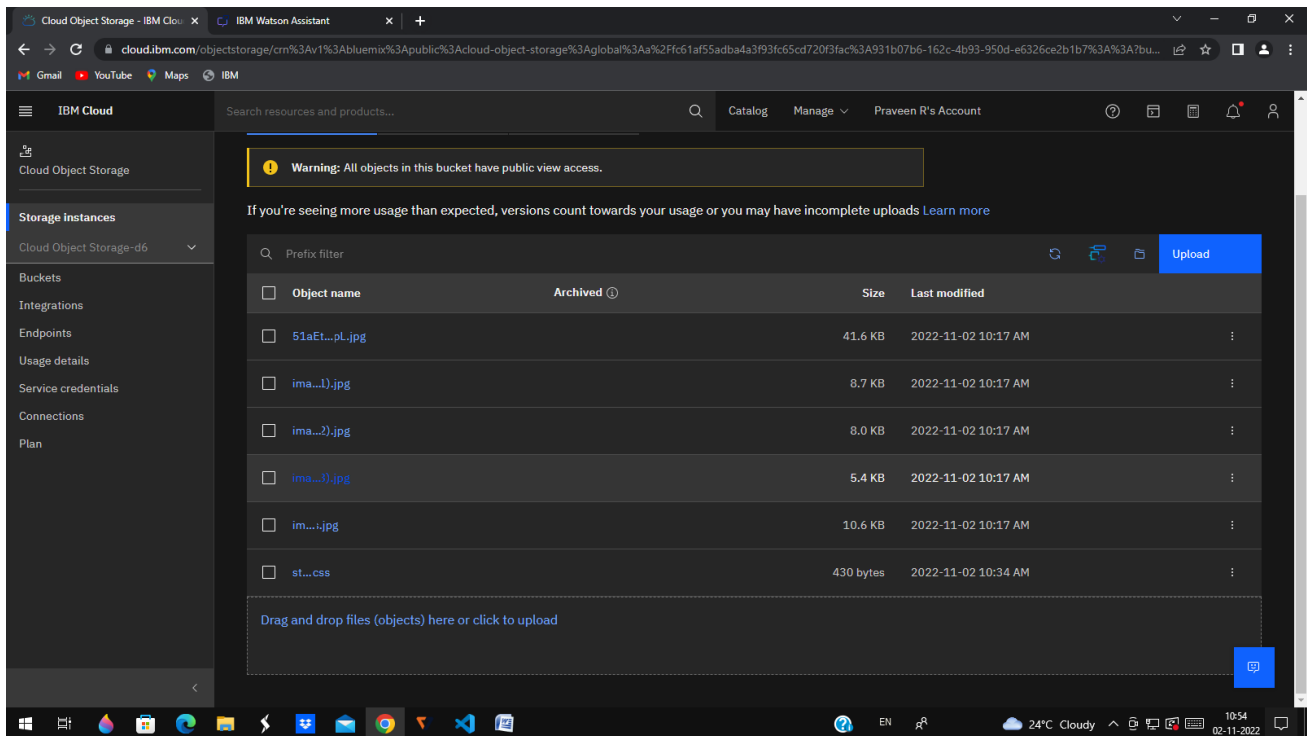 Cloud Object Storage - IBM Clou
IBM Watson Assistant
cloud.ibm.com/objectstorage/crn%3Av1%3Abluemix%3Apublic%3Acloud-object-storage%3Aglobal%3Aa%2Ffc61af55adba4a3f93fc65cd720f3fac%3A931b07b6-162c-4b93-950d-e6326ce2b1b7%3A%3A?bu...
Gmail YouTube Maps IBM
IBM Cloud
Search resources and products...
Catalog Manage Praveen R's Account
Cloud Object Storage
Storage instances
Cloud Object Storage-d6
Buckets
Integrations
Endpoints
Usage details
Service credentials
Connections
Plan
Warning: All objects in this bucket have public view access.
If you're seeing more usage than expected, versions count towards your usage or you may have incomplete uploads Learn more
Prefix filter
Upload
Object name Archived Size Last modified
51aEt...pL.jpg 41.6 KB 2022-11-02 10:17 AM
ima...1).jpg 8.7 KB 2022-11-02 10:17 AM
ima...2).jpg 8.0 KB 2022-11-02 10:17 AM
5.4 KB 2022-11-02 10:17 AM
10.6 KB 2022-11-02 10:17 AM
st...css 430 bytes 2022-11-02 10:34 AM
Drag and drop files (objects) here or click to upload
EN
24°C Cloudy
10:54
02-11-2022